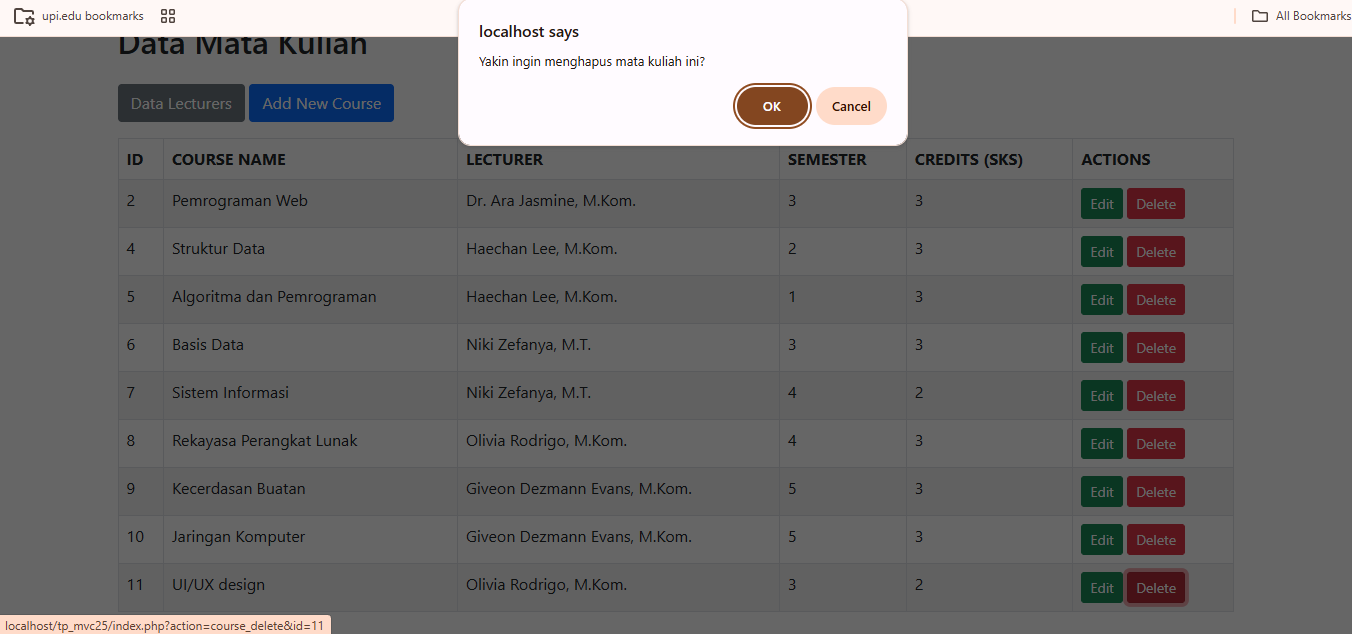 upi.edu bookmarks
All Bookmarks
localhost says
Yakin ingin menghapus mata kuliah ini?
OK Cancel
Data Mata Kuliah
Data Lecturers Add New Course
ID COURSE NAME LECTURER SEMESTER CREDITS (SKS) ACTIONS
2 Pemrograman Web Dr. Ara Jasmine, M.Kom. 3 3 Edit Delete
4 Struktur Data Haechan Lee, M.Kom. 2 3 Edit Delete
5 Algoritma dan Pemrograman Haechan Lee, M.Kom. 1 3 Edit Delete
6 Basis Data Niki Zefanya, M.T. 3 3 Edit Delete
7 Sistem Informasi Niki Zefanya, M.T. 4 2 Edit Delete
8 Rekayasa Perangkat Lunak Olivia Rodrigo, M.Kom. 4 3 Edit Delete
9 Kecerdasan Buatan Giveon Dezmann Evans, M.Kom. 5 3 Edit Delete
10 Jaringan Komputer Giveon Dezmann Evans, M.Kom. 5 3 Edit Delete
11 UI/UX design Olivia Rodrigo, M.Kom. 3 2 Edit Delete
localhost/tp_mvc25/index.php?action=course_delete&id=11